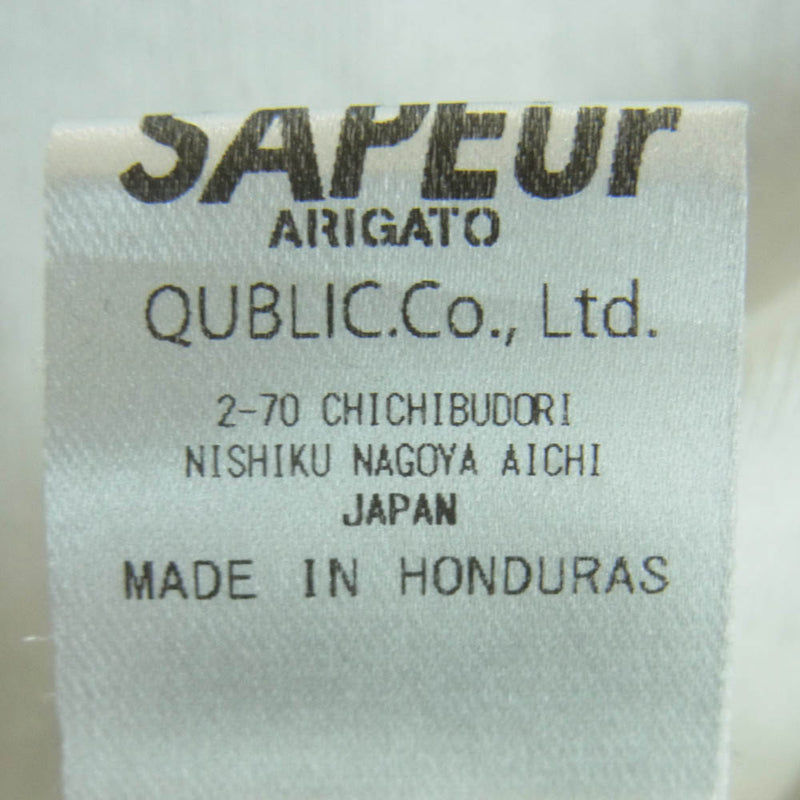 SAPEur
ARIGATO
QUBLIC.Co., Ltd.
2-70 CHICHIBUDORI
NISHIKU NAGOYA AICHI
JAPAN
MADE IN HONDURAS